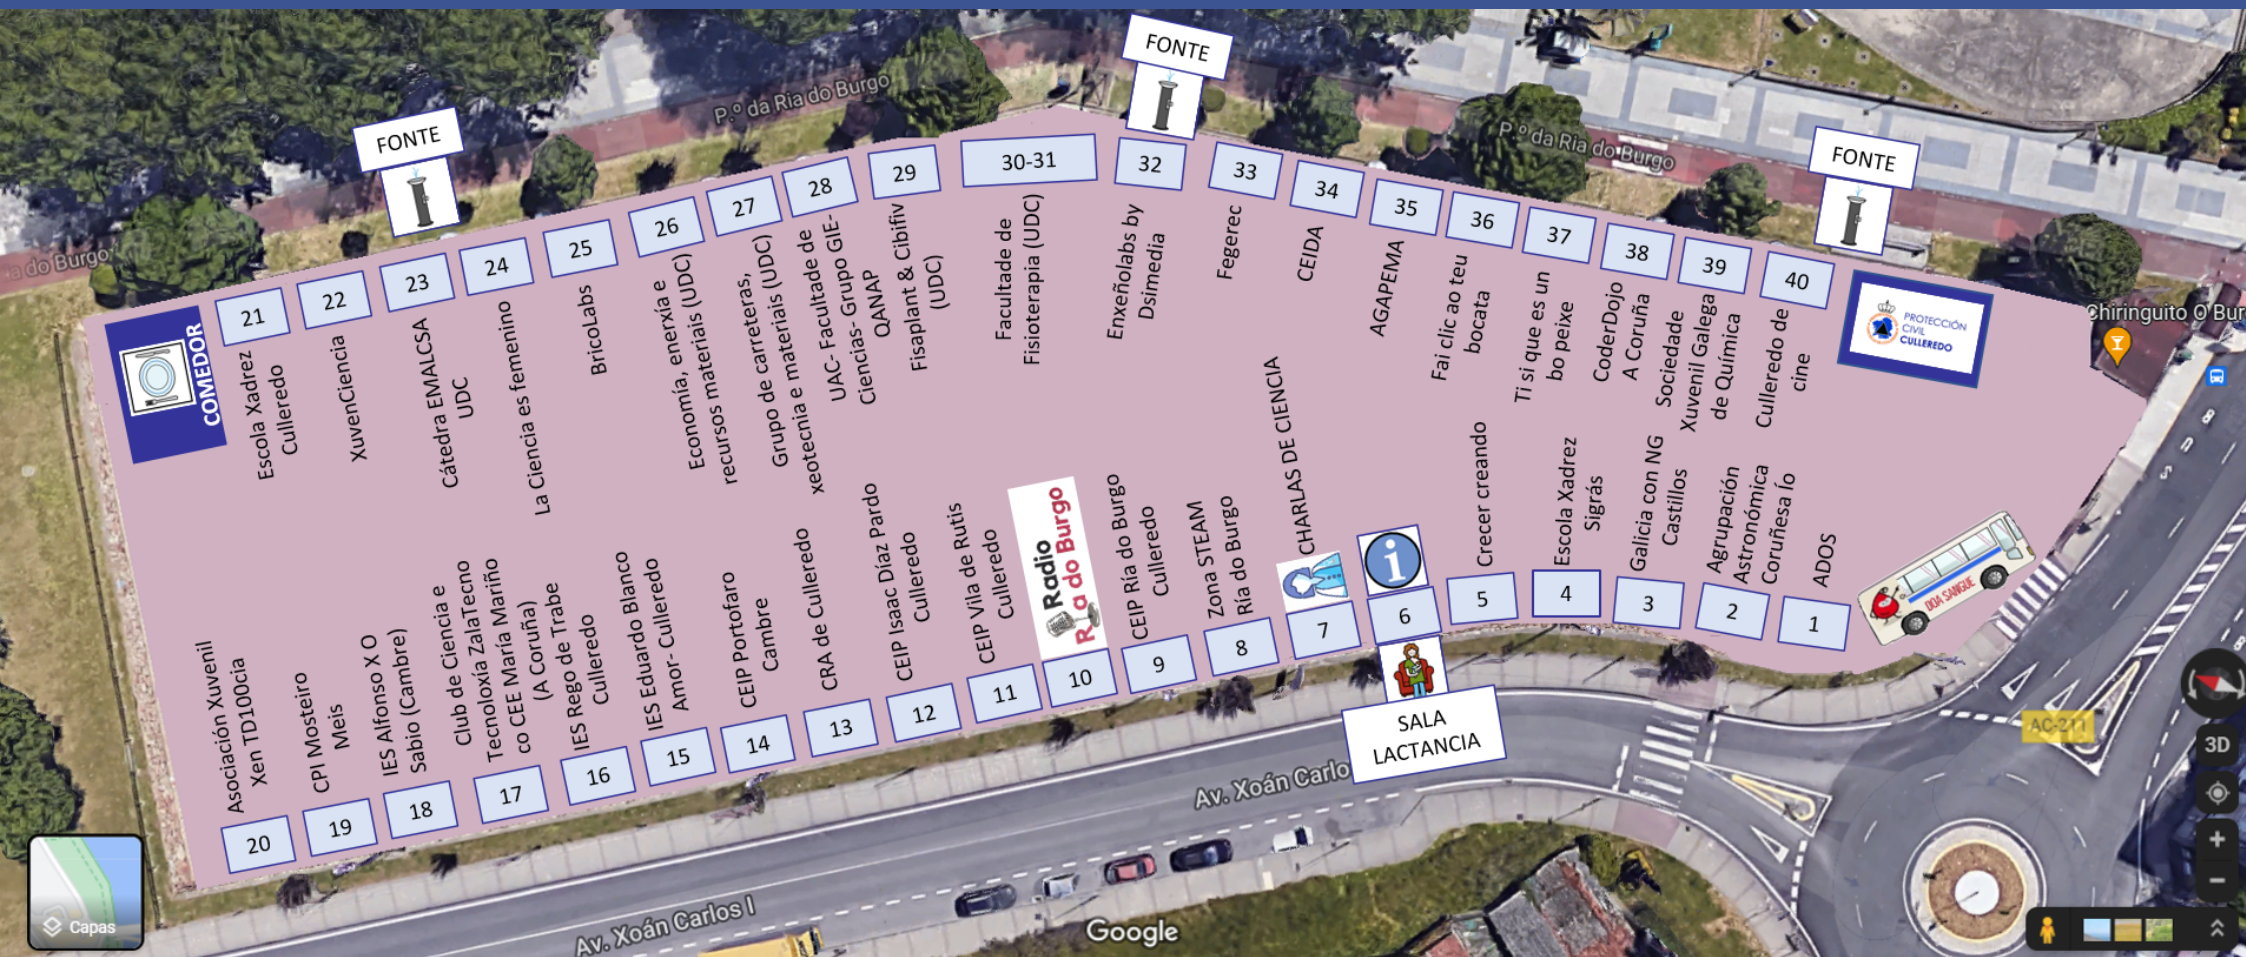 FONTE
FONTE
FONTE
P.º da Ria do Burgo
P.º da Ria do Burgo
a do Burgo
COMEDOR
21
Escola Xadrez
Culleredo
22
XuvenCiencia
23
Cátedra EMALCSA
UDC
24
La Ciencia es femenino
25
BricoLabs
26
Economía, enerxía e
recursos materiais (UDC)
27
Grupo de carreteras,
xeotecnia e materiais (UDC)
28
UAC- Facultade de
Ciencias- Grupo GIE-
QANAP
29
Fisaplant & Cibifiv
(UDC)
30-31
Facultade de
Fisioterapia (UDC)
32
Enxeñolabs by
Dsimedia
33
Fegerec
34
CEIDA
35
AGAPEMA
36
Fai clic ao teu
bocata
37
Ti si que es un
bo peixe
38
CoderDojo
A Coruña
39
Sociedade
Xuvenil Galega
de Química
40
Culleredo de
cine
PROTECCIÓN
CIVIL
CULLEREDO
Chiringuito O Bur
20
Asociación Xuvenil
Xen TD100cia
19
CPI Mosteiro
Meis
18
IES Alfonso X O
Sabio (Cambre)
17
Club de Ciencia e
Tecnoloxía ZalaTecno
co CEE María Mariño
(A Coruña)
16
IES Rego de Trabe
Culleredo
15
IES Eduardo Blanco
Amor- Culleredo
14
CEIP Portofaro
Cambre
13
CRA de Culleredo
12
CEIP Isaac Díaz Pardo
Culleredo
11
CEIP Vila de Rutis
Culleredo
10
Radio
Ría do Burgo
9
CEIP Ría do Burgo
Culleredo
8
Zona STEAM
Ría do Burgo
7
CHARLAS DE CIENCIA
6
i
SALA
LACTANCIA
5
Crecer creando
4
Escola Xadrez
Sigrás
3
Galicia con NG
Castillos
2
Agrupación
Astronómica
Coruñesa Ío
1
ADOS
DOA SANGUE
AC-211
3D
Av. Xoán Carlo
Av. Xoán Carlos I
Capas
Google